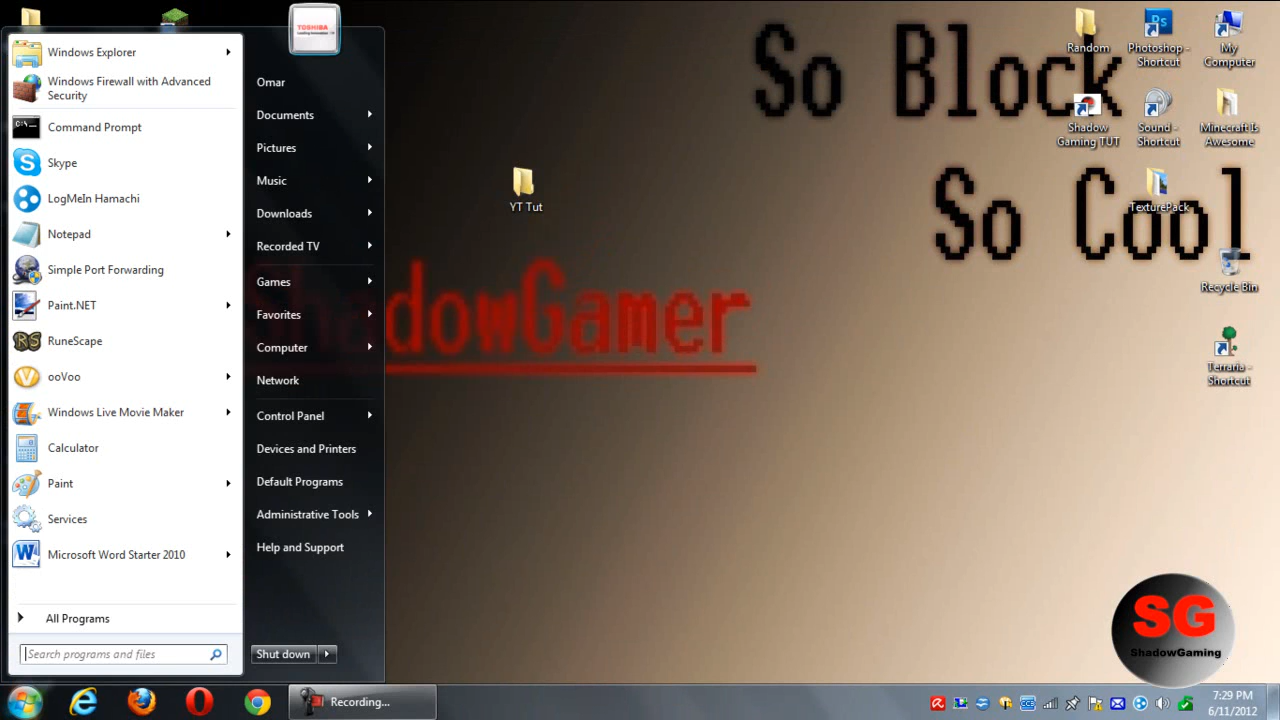 TOSHIBA
Windows Explorer
Windows Firewall with Advanced
Security
Command Prompt
Skype
LogMeIn Hamachi
Notepad
Simple Port Forwarding
Paint.NET
RuneScape
ooVoo
Windows Live Movie Maker
Calculator
Paint
Services
Microsoft Word Starter 2010
All Programs
Search programs and files
Omar
Documents
Pictures
Music
Downloads
Recorded TV
Games
Favorites
Computer
Network
Control Panel
Devices and Printers
Default Programs
Administrative Tools
Help and Support
Shut down
YT Tut
So Block
So Cool
ShadowGamer
Random
Photoshop -
Shortcut
My
Computer
Shadow
Gaming TUT
Sound -
Shortcut
Minecraft Is
Awesome
TexturePack
Recycle Bin
Terraria -
Shortcut
SG
ShadowGaming
Recording...
7:29 PM
6/11/2012